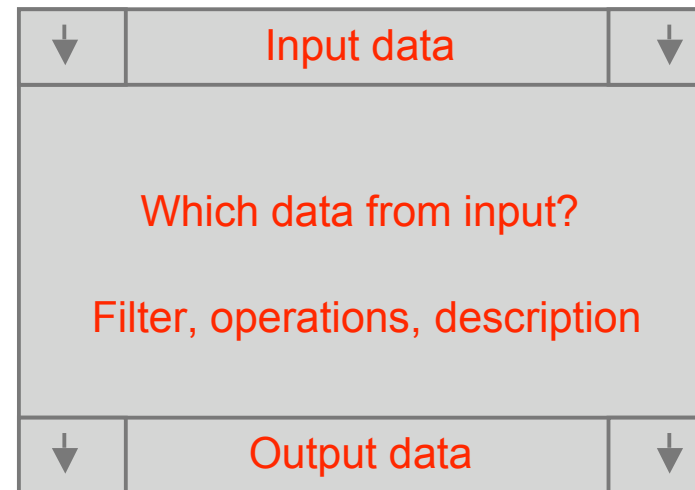 Input data
Which data from input?
Filter, operations, description
Output data